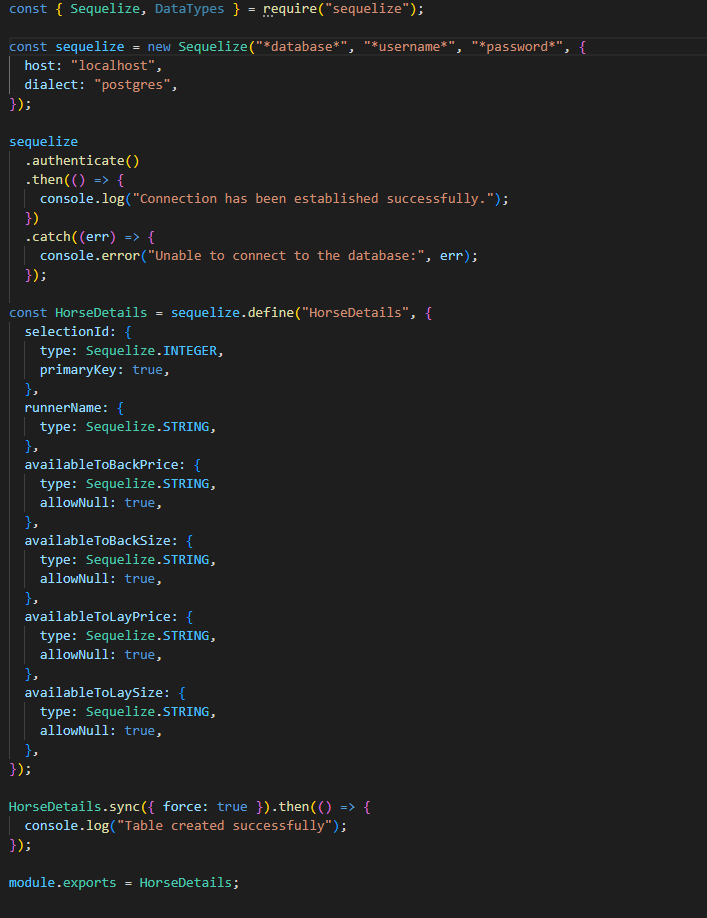 const { Sequelize, DataTypes } = require("sequelize");
const sequelize = new Sequelize("*database*", "*username*", "*password*", {
host: "localhost",
dialect: "postgres",
});
sequelize
.authenticate()
.then(() => {
console.log("Connection has been established successfully.");
})
.catch((err) => {
console.error("Unable to connect to the database:", err);
});
const HorseDetails = sequelize.define("HorseDetails", {
selectionId: {
type: Sequelize.INTEGER,
primaryKey: true,
},
runnerName: {
type: Sequelize.STRING,
},
availableToBackPrice: {
type: Sequelize.STRING,
allowNull: true,
},
availableToBackSize: {
type: Sequelize.STRING,
allowNull: true,
},
availableToLayPrice: {
type: Sequelize.STRING,
allowNull: true,
},
availableToLaySize: {
type: Sequelize.STRING,
allowNull: true,
},
});
HorseDetails.sync({ force: true }).then(() => {
console.log("Table created successfully");
});
module.exports = HorseDetails;